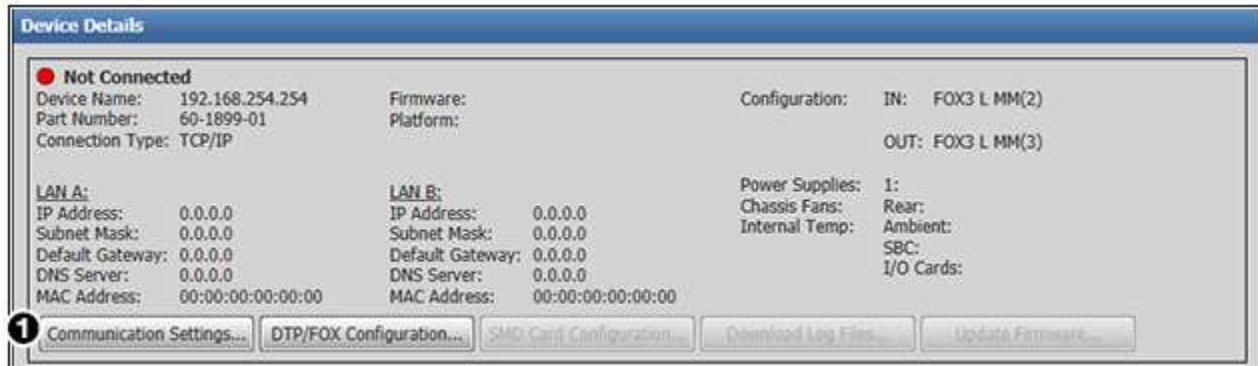 Device Details
Not Connected
Device Name: 192.168.254.254 Firmware: Configuration: IN: FOX3 L MM(2)
Part Number: 60-1899-01 Platform:
Connection Type: TCP/IP OUT: FOX3 L MM(3)
LAN A: LAN B: Power Supplies: 1:
IP Address: 0.0.0.0 IP Address: 0.0.0.0 Chassis Fans: Rear:
Subnet Mask: 0.0.0.0 Subnet Mask: 0.0.0.0 Internal Temp: Ambient:
Default Gateway: 0.0.0.0 Default Gateway: 0.0.0.0 SBC:
DNS Server: 0.0.0.0 DNS Server: 0.0.0.0 I/O Cards:
MAC Address: 00:00:00:00:00:00 MAC Address: 00:00:00:00:00:00
1 Communication Settings... DTP/FOX Configuration... SMD Card Configuration... Download Log Files... Update Firmware...